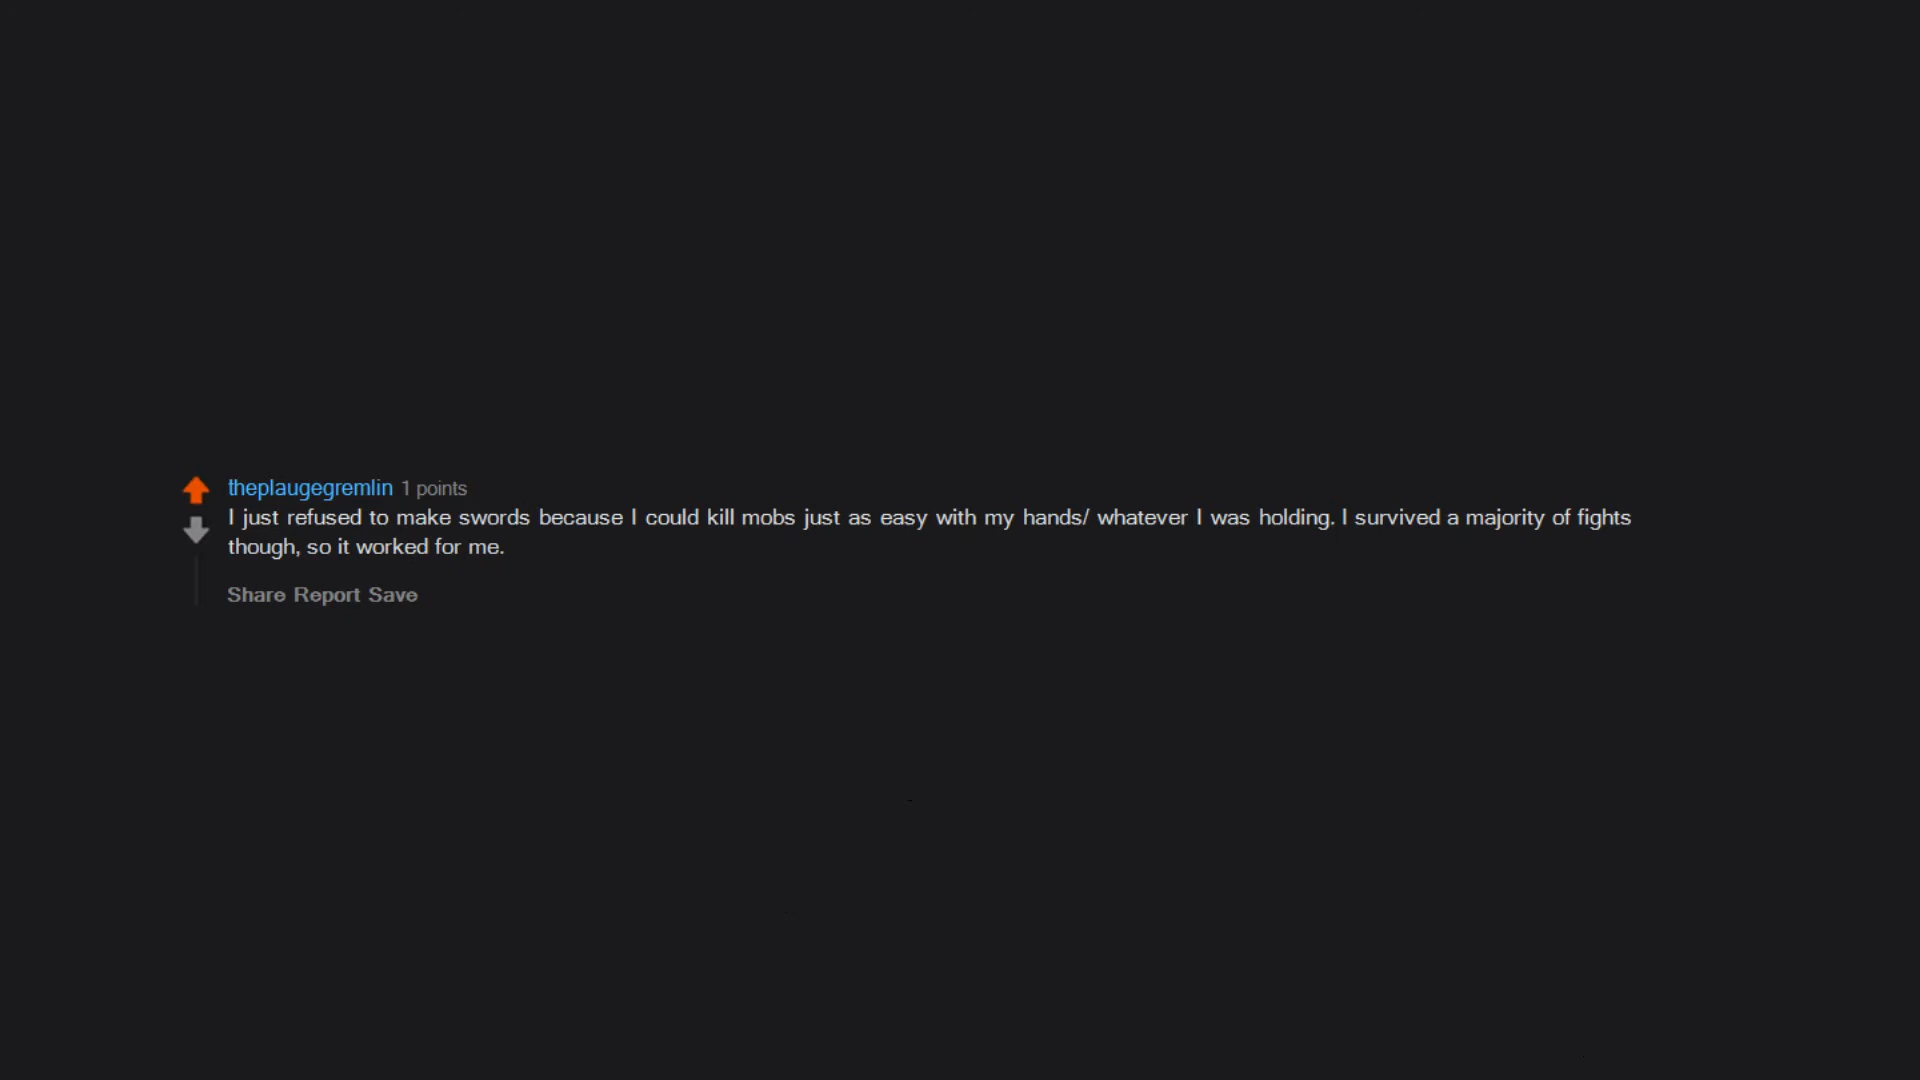 theplaugegremlin 1 points
I just refused to make swords because I could kill mobs just as easy with my hands/ whatever I was holding. I survived a majority of fights
though, so it worked for me.
Share Report Save